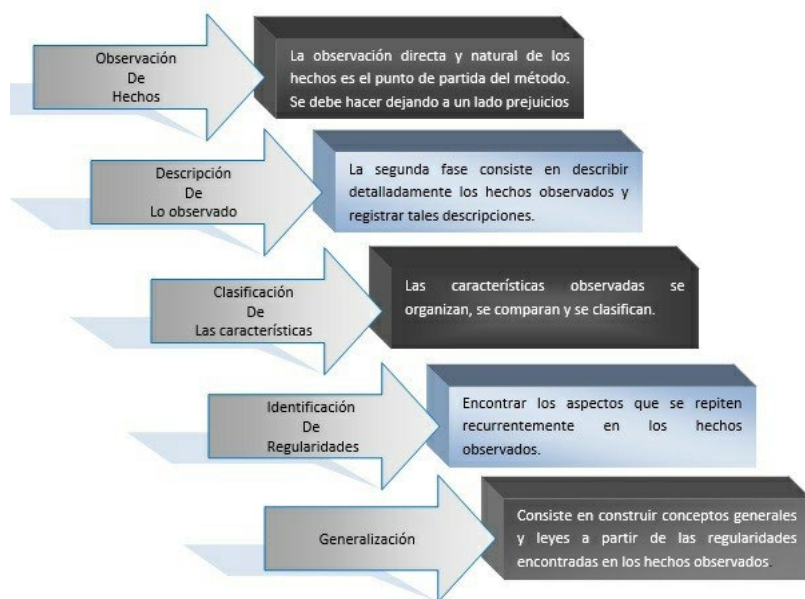 Observación
De
Hechos
La observación directa y natural de los
hechos es el punto de partida del método.
Se debe hacer dejando a un lado prejuicios
Descripción
De
Lo observado
La segunda fase consiste en describir
detalladamente los hechos observados y
registrar tales descripciones.
Clasificación
De
Las características
Las características observadas se
organizan, se comparan y se clasifican.
Identificación
De
Regularidades
Encontrar los aspectos que se repiten
recurrentemente en los hechos
observados.
Generalización
Consiste en construir conceptos generales
y leyes a partir de las regularidades
encontradas en los hechos observados.